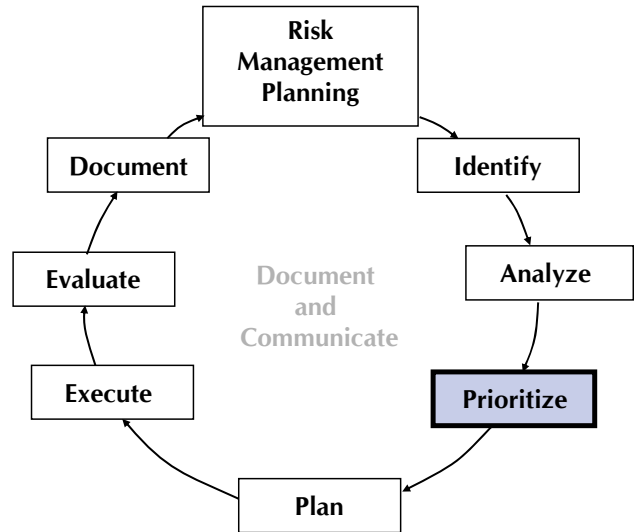 Risk
Management
Planning
Identify
Analyze
Prioritize
Plan
Execute
Evaluate
Document
Document
and
Communicate